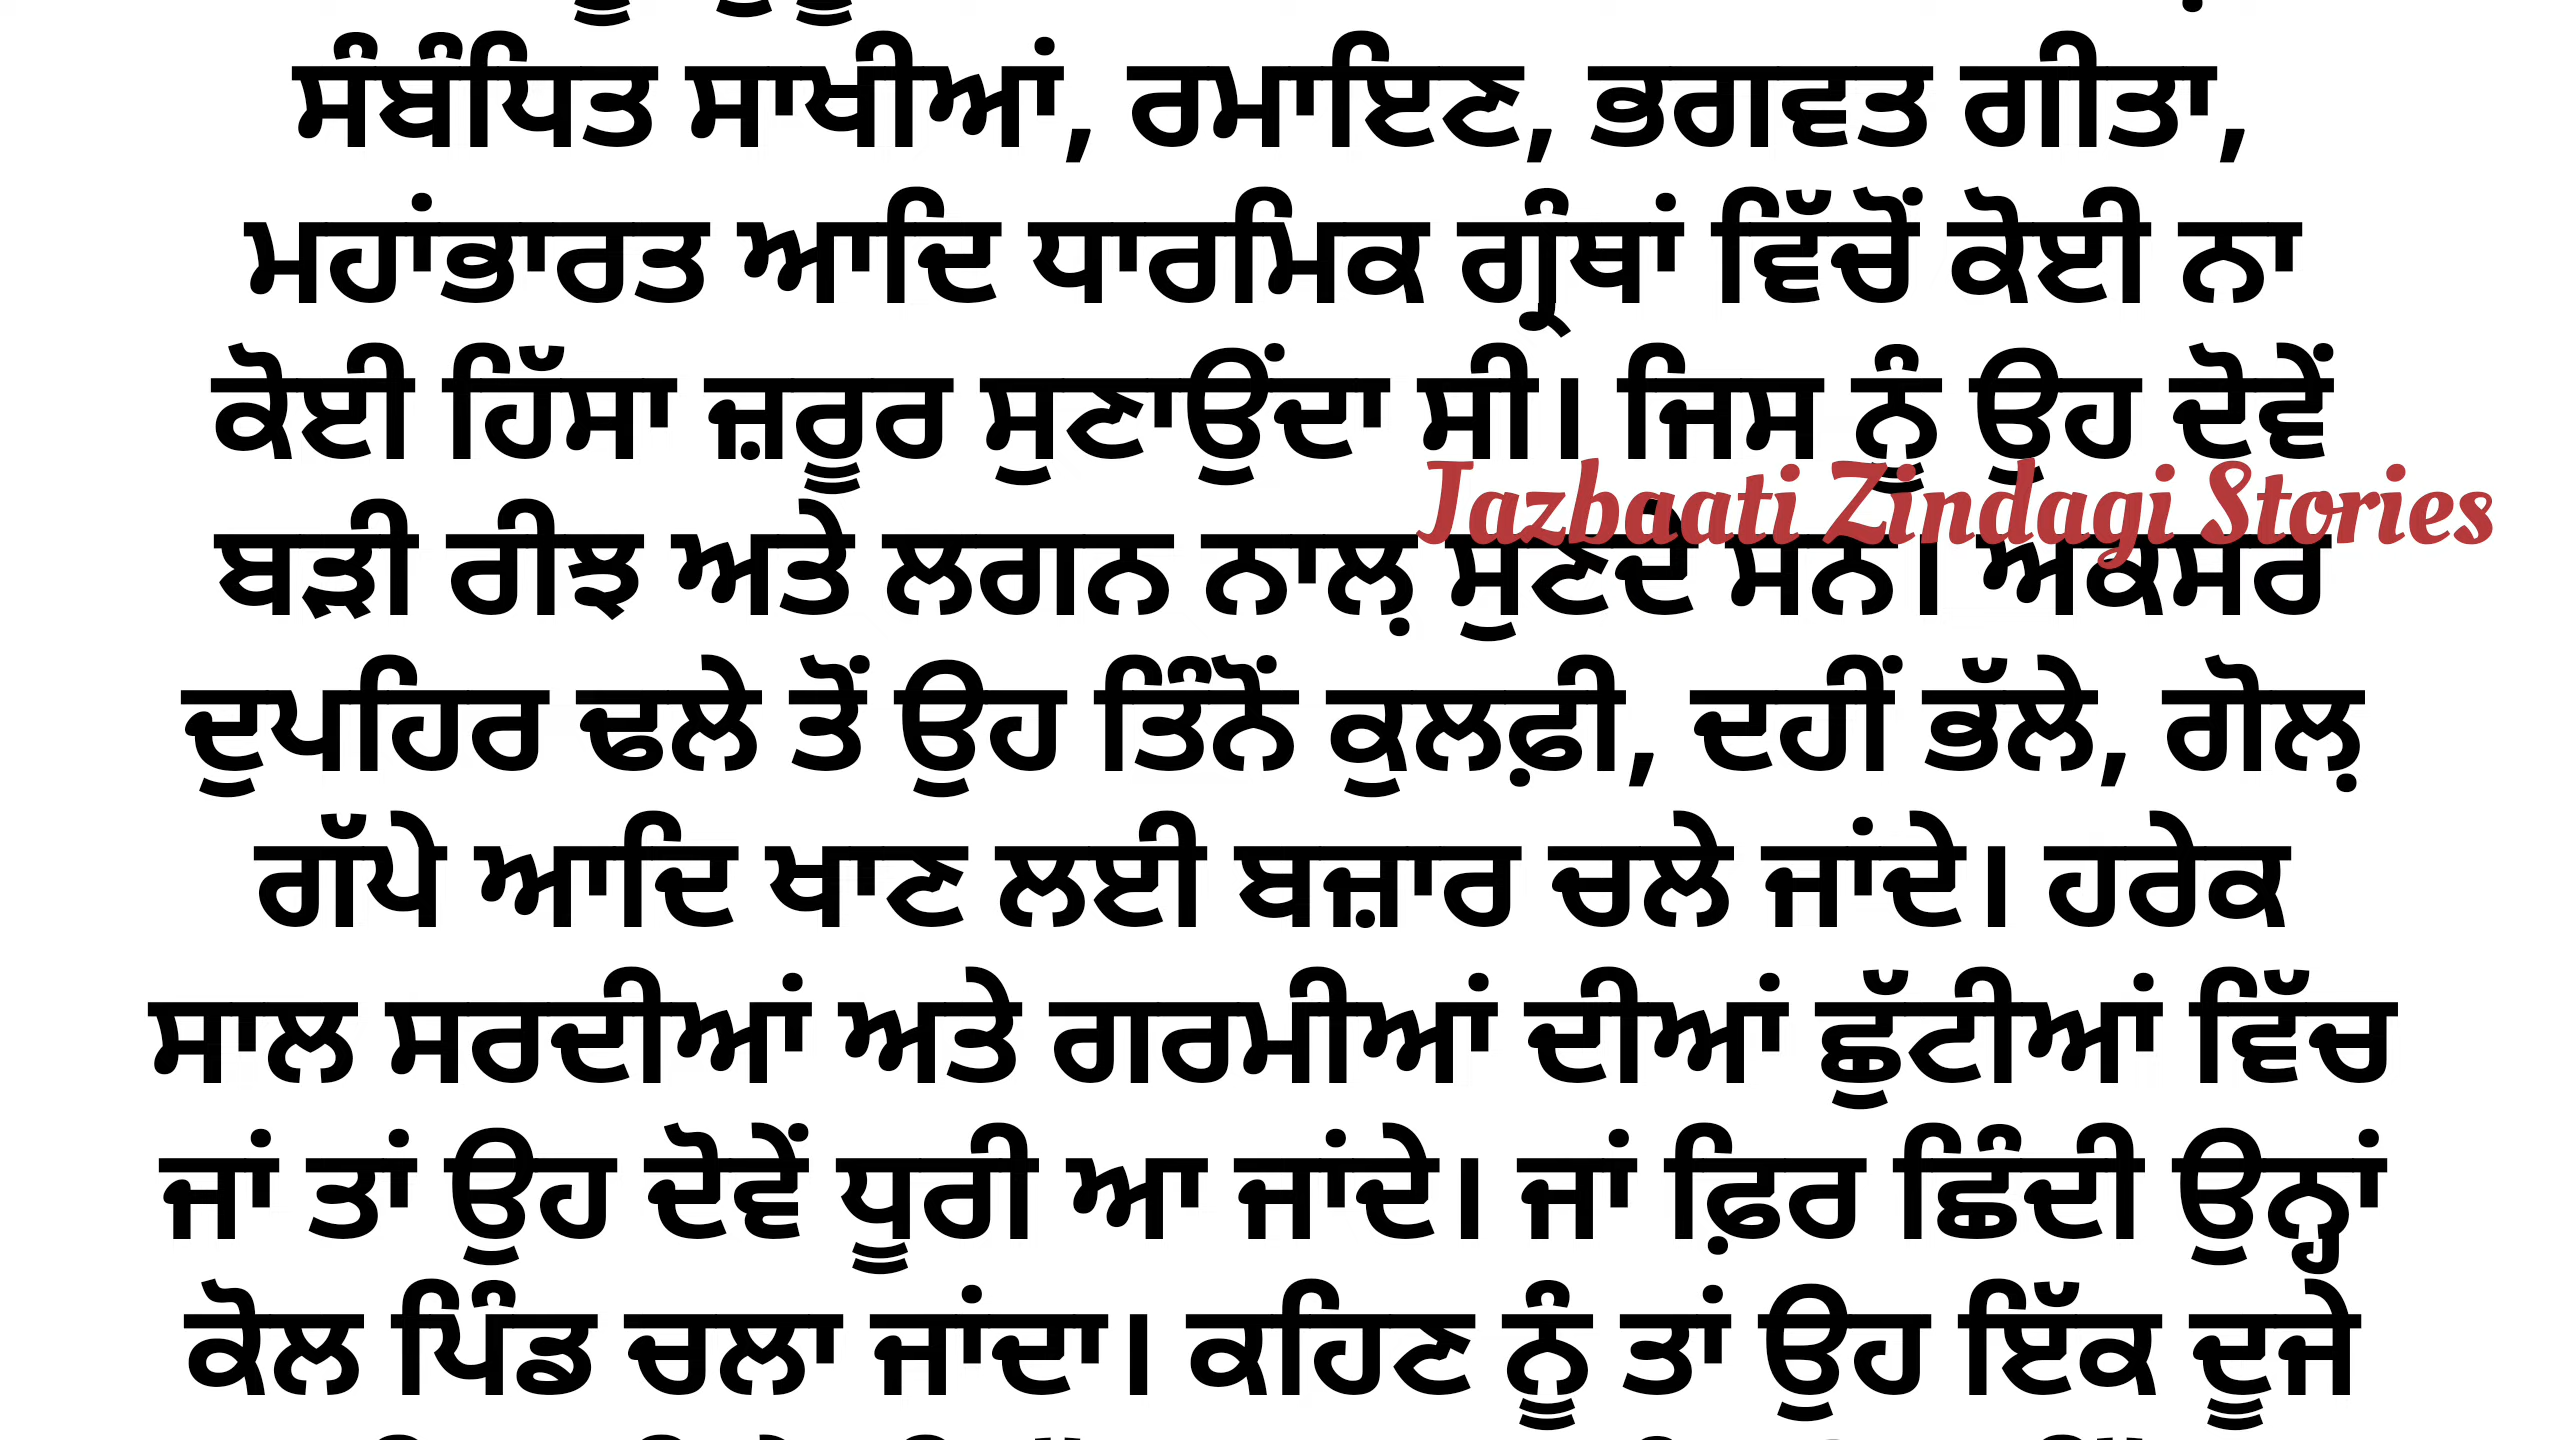 ਸੰਬੰਧਿਤ ਸਾਖੀਆਂ, ਰਮਾਇਣ, ਭਗਵਤ ਗੀਤਾ,
ਮਹਾਂਭਾਰਤ ਆਦਿ ਧਾਰਮਿਕ ਗ੍ਰੰਥਾਂ ਵਿੱਚੋਂ ਕੋਈ ਨਾ
ਕੋਈ ਹਿੱਸਾ ਜ਼ਰੂਰ ਸੁਣਾਉਂਦਾ ਸੀ। ਜਿਸ ਨੂੰ ਉਹ ਦੋਵੇਂ
Jazbaati Zindagi Stories
ਬੜੀ ਰੀਝ ਅਤੇ ਲਗਨ ਨਾਲ਼ ਸੁਣਦੇ ਸਨ। ਅਕਸਰ
ਦੁਪਹਿਰ ਢਲੇ ਤੋਂ ਉਹ ਤਿੰਨੋਂ ਕੁਲਫ਼ੀ, ਦਹੀਂ ਭੱਲੇ, ਗੋਲ਼
ਗੱਪੇ ਆਦਿ ਖਾਣ ਲਈ ਬਜ਼ਾਰ ਚਲੇ ਜਾਂਦੇ। ਹਰੇਕ
ਸਾਲ ਸਰਦੀਆਂ ਅਤੇ ਗਰਮੀਆਂ ਦੀਆਂ ਛੁੱਟੀਆਂ ਵਿੱਚ
ਜਾਂ ਤਾਂ ਉਹ ਦੋਵੇਂ ਧੂਰੀ ਆ ਜਾਂਦੇ। ਜਾਂ ਫ਼ਿਰ ਛਿੰਦੀ ਉਨ੍ਹਾਂ
ਕੋਲ ਪਿੰਡ ਚਲਾ ਜਾਂਦਾ। ਕਹਿਣ ਨੂੰ ਤਾਂ ਉਹ ਇੱਕ ਦੂਜੇ